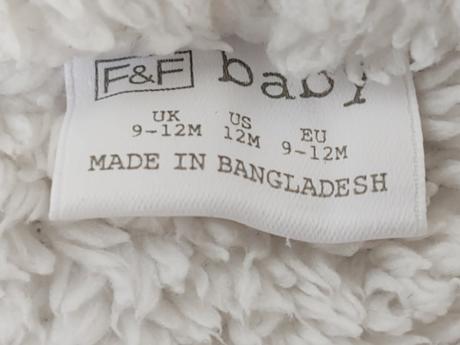 F&F baby
UK US EU
9-12M 12M 9-12M
MADE IN BANGLADESH